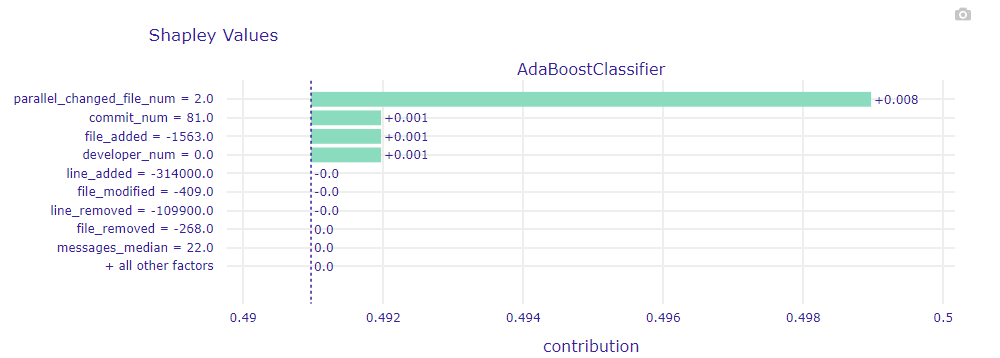 Shapley Values
AdaBoostClassifier
parallel_changed_file_num = 2.0 +0.008
commit_num = 81.0 +0.001
file_added = -1563.0 +0.001
developer_num = 0.0 +0.001
line_added = -314000.0 -0.0
file_modified = -409.0 -0.0
line_removed = -109900.0 -0.0
file_removed = -268.0 0.0
messages_median = 22.0 0.0
+ all other factors 0.0
0.49 0.492 0.494 0.496 0.498 0.5
contribution